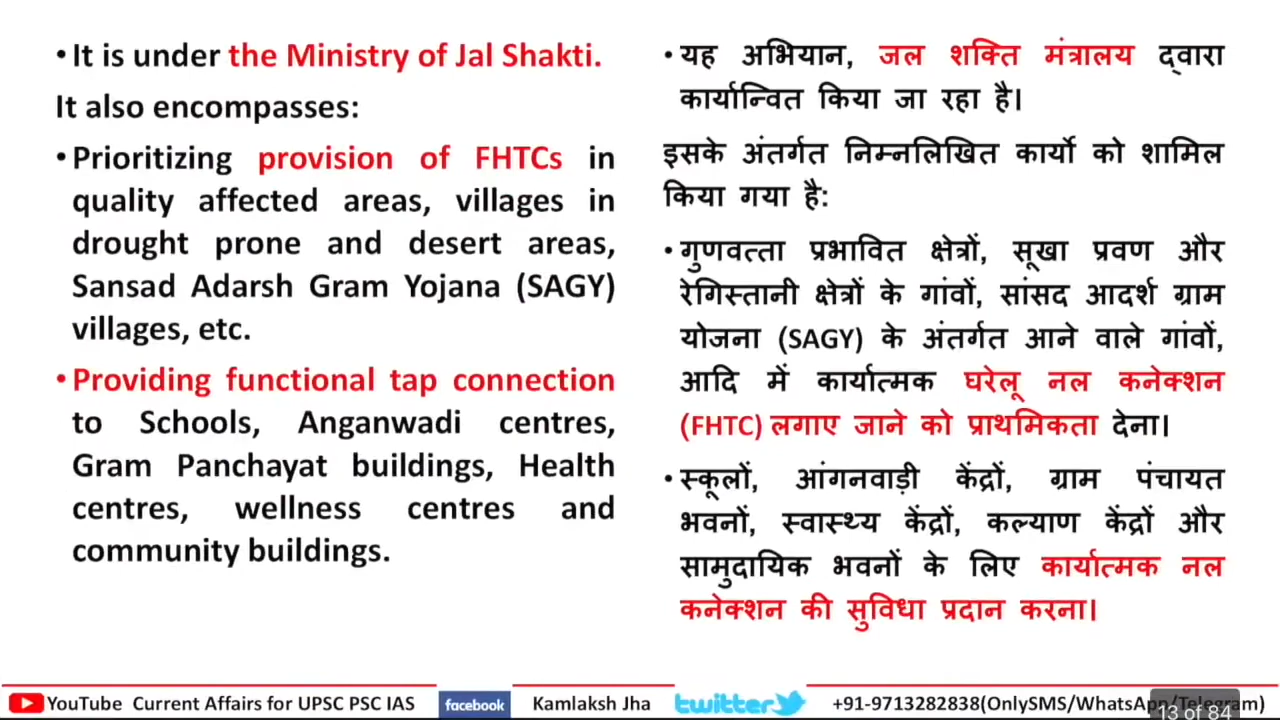 •It is under the Ministry of Jal Shakti.
It also encompasses:
•Prioritizing provision of FHTCs in
quality affected areas, villages in
drought prone and desert areas,
Sansad Adarsh Gram Yojana (SAGY)
villages, etc.
•Providing functional tap connection
to Schools, Anganwadi centres,
Gram Panchayat buildings, Health
centres, wellness centres and
community buildings.
•यह अभियान, जल शक्ति मंत्रालय द्वारा
कार्यान्वित किया जा रहा है।
इसके अंतर्गत निम्नलिखित कार्यो को शामिल
किया गया है:
•गुणवत्ता प्रभावित क्षेत्रों, सूखा प्रवण और
रेगिस्तानी क्षेत्रों के गांवों, सांसद आदर्श ग्राम
योजना (SAGY) के अंतर्गत आने वाले गांवों,
आदि में कार्यात्मक घरेलू नल कनेक्शन
(FHTC) लगाए जाने को प्राथमिकता देना।
•स्कूलों, आंगनवाड़ी केंद्रों, ग्राम पंचायत
भवनों, स्वास्थ्य केंद्रों, कल्याण केंद्रों और
सामुदायिक भवनों के लिए कार्यात्मक नल
कनेक्शन की सुविधा प्रदान करना।
YouTube Current Affairs for UPSC PSC IAS facebook Kamlaksh Jha twitter +91-9713282838(OnlySMS/WhatsApp/Telegram)
13 of 84